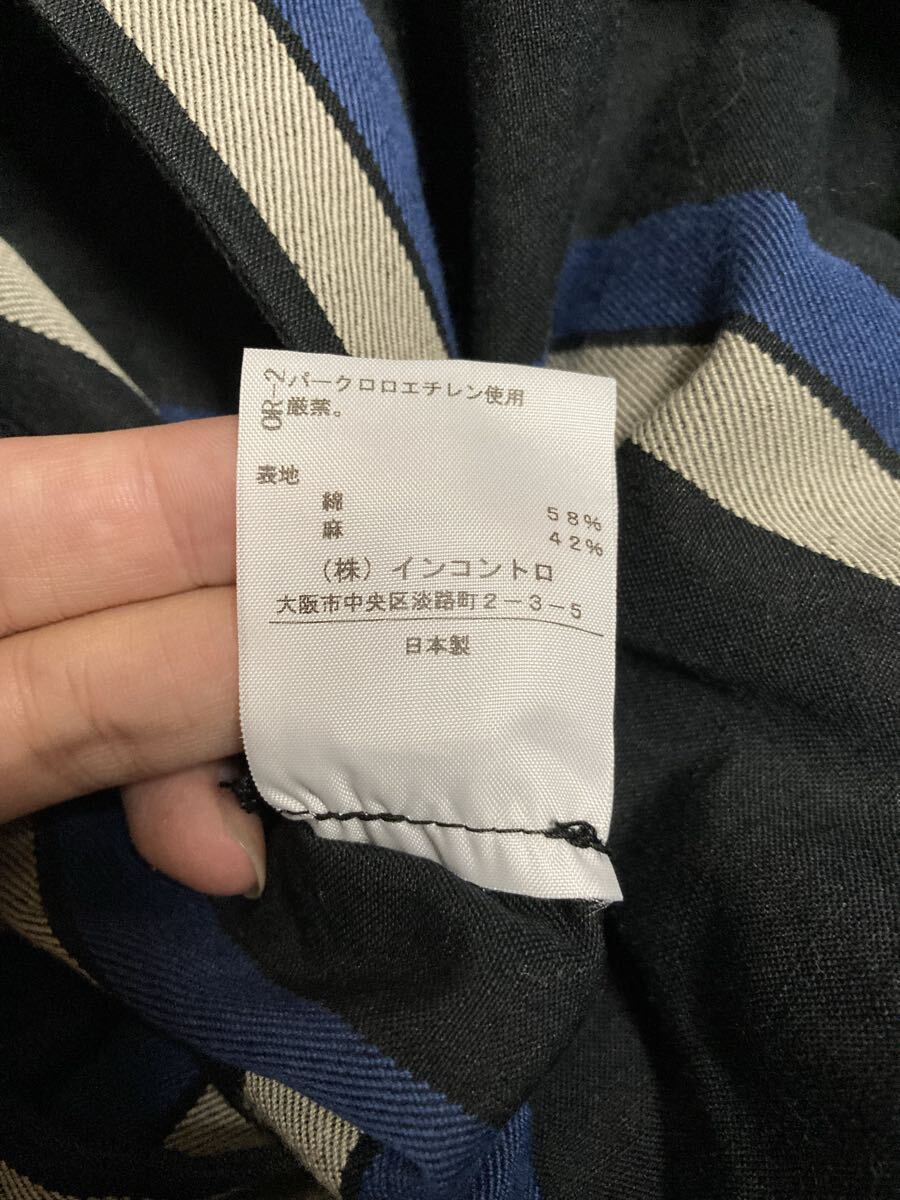 パークロロエチレン使用
厳禁。
OR-2
表地
綿 58%
麻 42%
(株)インコントロ
大阪市中央区淡路町2-3-5
日本製